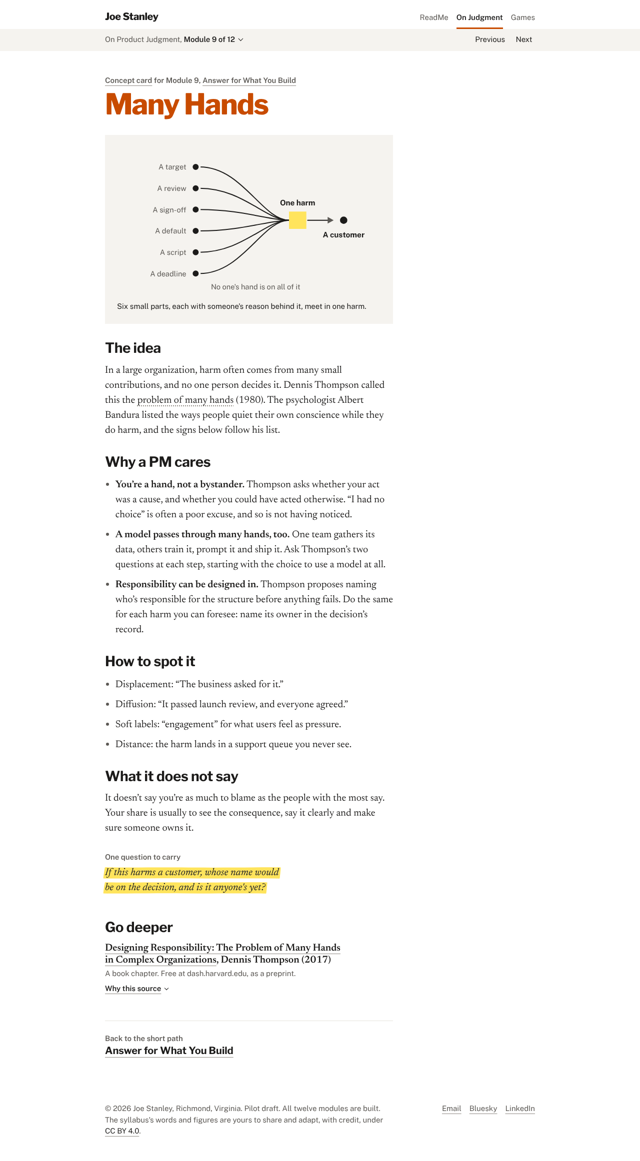 Joe Stanley
ReadMe On Judgment Games
On Product Judgment, Module 9 of 12
Previous Next
Concept card for Module 9, Answer for What You Build
Many Hands
A target
A review
A sign-off
A default
A script
A deadline
One harm
A customer
No one's hand is on all of it
Six small parts, each with someone's reason behind it, meet in one harm.
The idea
In a large organization, harm often comes from many small
contributions, and no one person decides it. Dennis Thompson called
this the problem of many hands (1980). The psychologist Albert
Bandura listed the ways people quiet their own conscience while they
do harm, and the signs below follow his list.
Why a PM cares
• You're a hand, not a bystander. Thompson asks whether your act
was a cause, and whether you could have acted otherwise. “I had no
choice” is often a poor excuse, and so is not having noticed.
• A model passes through many hands, too. One team gathers its
data, others train it, prompt it and ship it. Ask Thompson's two
questions at each step, starting with the choice to use a model at all.
• Responsibility can be designed in. Thompson proposes naming
who's responsible for the structure before anything fails. Do the same
for each harm you can foresee: name its owner in the decision's
record.
How to spot it
• Displacement: “The business asked for it.”
• Diffusion: “It passed launch review, and everyone agreed.”
• Soft labels: “engagement” for what users feel as pressure.
• Distance: the harm lands in a support queue you never see.
What it does not say
It doesn't say you're as much to blame as the people with the most say.
Your share is usually to see the consequence, say it clearly and make
sure someone owns it.
One question to carry
If this harms a customer, whose name would
be on the decision, and is it anyone's yet?
Go deeper
Designing Responsibility: The Problem of Many Hands
in Complex Organizations, Dennis Thompson (2017)
A book chapter. Free at dash.harvard.edu, as a preprint.
Why this source
Back to the short path
Answer for What You Build
© 2026 Joe Stanley, Richmond, Virginia. Pilot draft. All twelve modules are built.
The syllabus's words and figures are yours to share and adapt, with credit, under
CC BY 4.0.
Email Bluesky LinkedIn